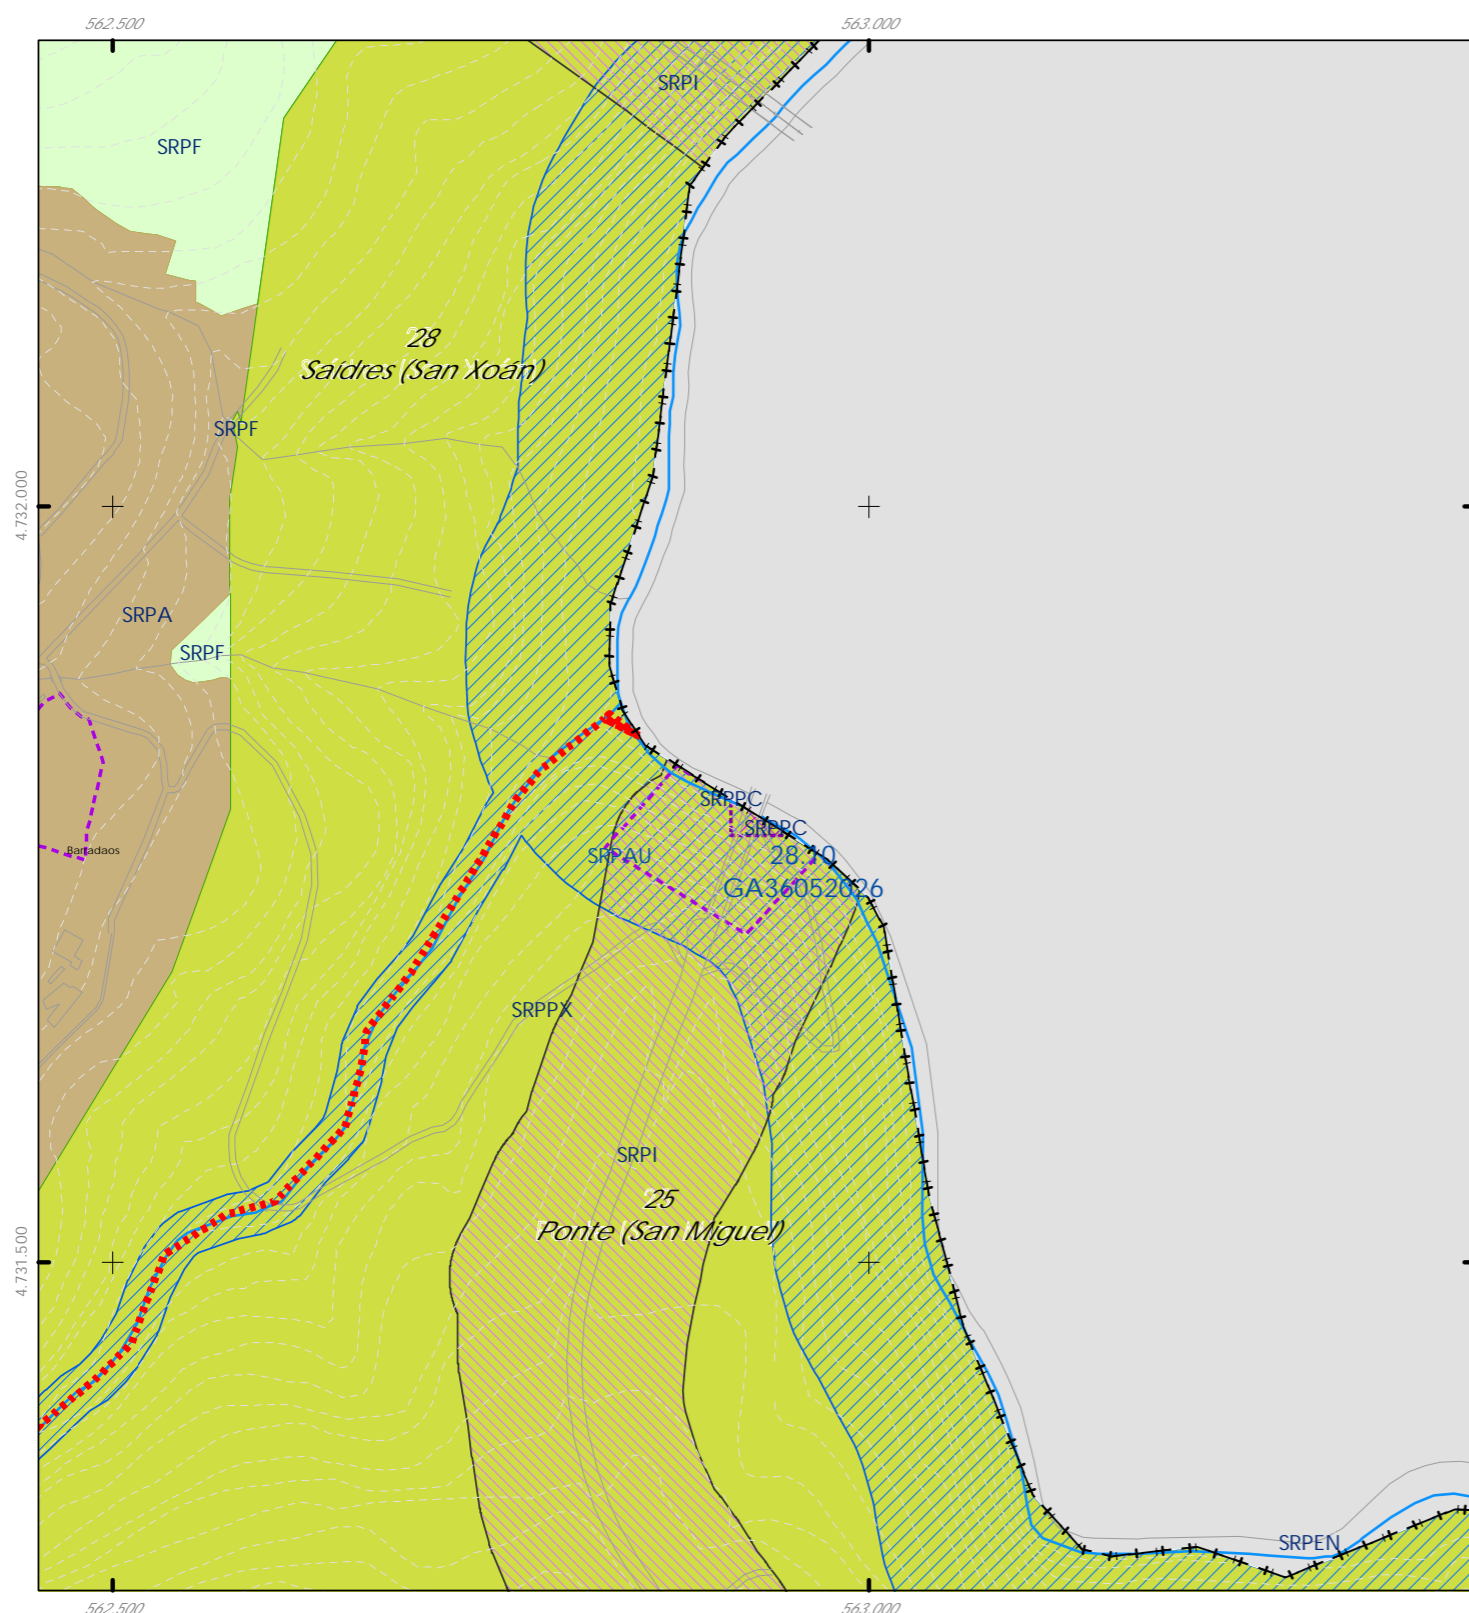 562.500
563.000
SRPI
SRPF
28
Saídres (San Xoán)
SRPF
4.732.000
SRPA
SRPF
SRPPC
SRPPC
Barradaos
SRPAU
28.10
GA36052026
SRPPX
SRPI
25
Ponte (San Miguel)
4.731.500
SRPEN
562.500
563.000